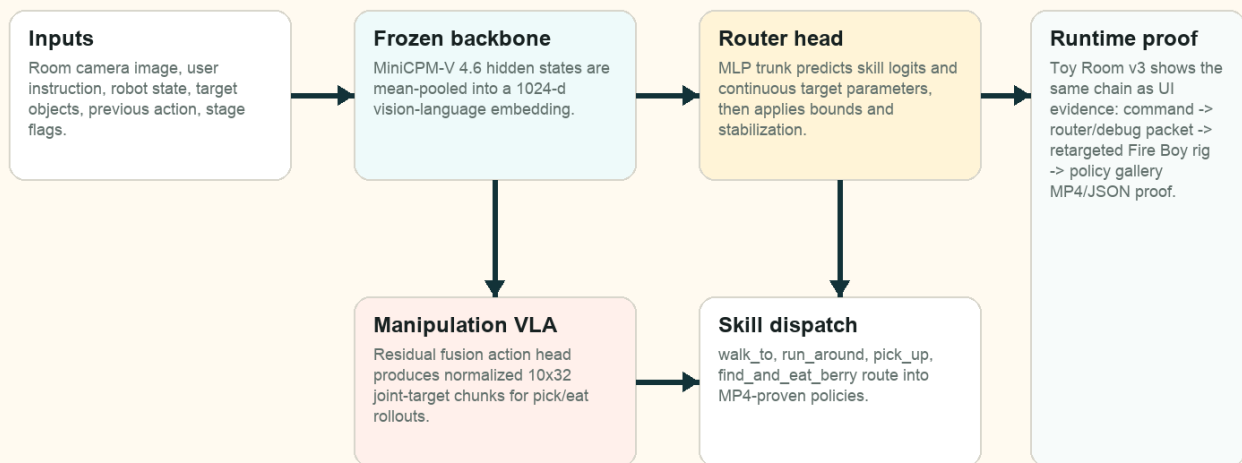 Inputs
Room camera image, user
instruction, robot state, target
objects, previous action, stage
flags.
Frozen backbone
MiniCPM-V 4.6 hidden states are
mean-pooled into a 1024-d
vision-language embedding.
Router head
MLP trunk predicts skill logits and
continuous target parameters,
then applies bounds and
stabilization.
Runtime proof
Toy Room v3 shows the
same chain as UI
evidence: command ->
router/debug packet ->
retargeted Fire Boy rig
-> policy gallery
MP4/JSON proof.
Manipulation VLA
Residual fusion action head
produces normalized 10x32
joint-target chunks for pick/eat
rollouts.
Skill dispatch
walk_to, run_around, pick_up,
find_and_eat_berry route into
MP4-proven policies.